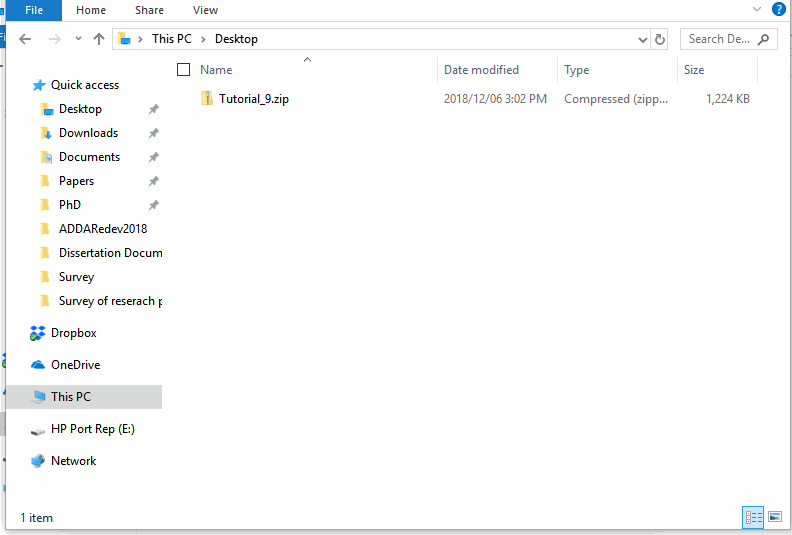 File Home Share View
This PC Desktop Search De...
Name Date modified Type Size
Tutorial_9.zip 2018/12/06 3:02 PM Compressed (zipp... 1,224 KB
Quick access
Desktop
Downloads
Documents
Papers
PhD
ADDARedev2018
Dissertation Docum
Survey
Survey of reserach p
Dropbox
OneDrive
This PC
HP Port Rep (E:)
Network
1 item